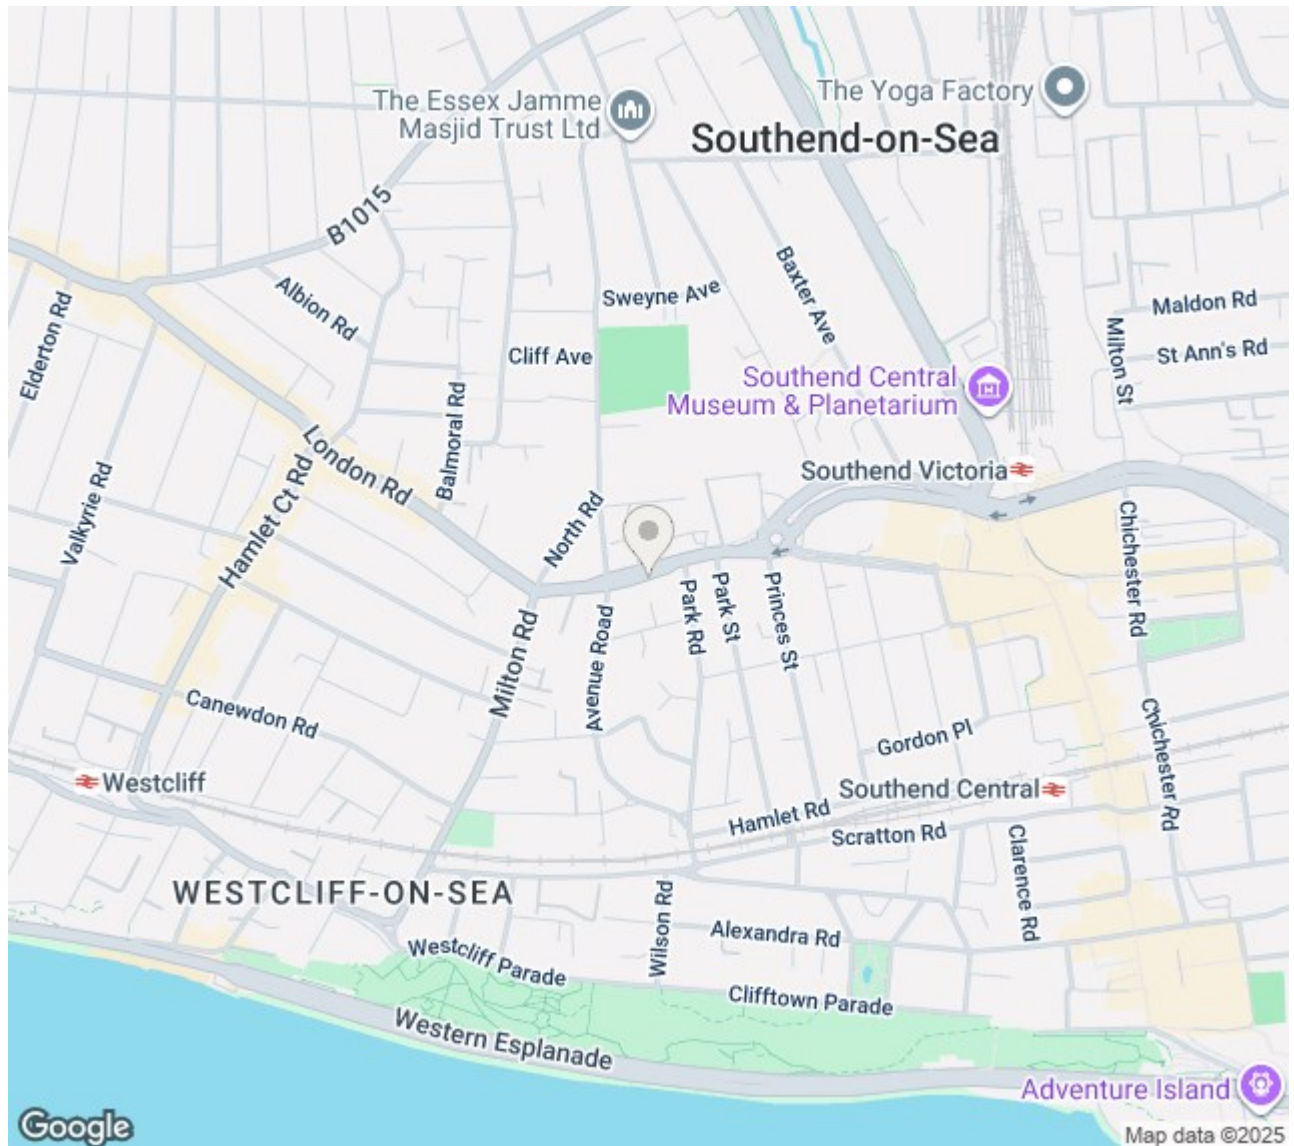 The Essex Jamme
Masjid Trust Ltd
The Yoga Factory
Southend-on-Sea
B1015
Elderton Rd
Albion Rd
Sweyne Ave
Baxter Ave
Maldon Rd
Milton St
St Ann's Rd
Cliff Ave
Southend Central
Museum & Planetarium
Balmoral Rd
London Rd
Hamlet Ct Rd
Valkyrie Rd
Southend Victoria
North Rd
Chichester Rd
Park Rd
Park St
Princes St
Avenue Road
Milton Rd
Canewdon Rd
Gordon Pl
Chichester Rd
Westcliff
Southend Central
Hamlet Rd
Scratton Rd
Clarence Rd
WESTCLIFF-ON-SEA
Wilson Rd
Alexandra Rd
Westcliff Parade
Clifftown Parade
Western Esplanade
Adventure Island
Google
Map data ©2025